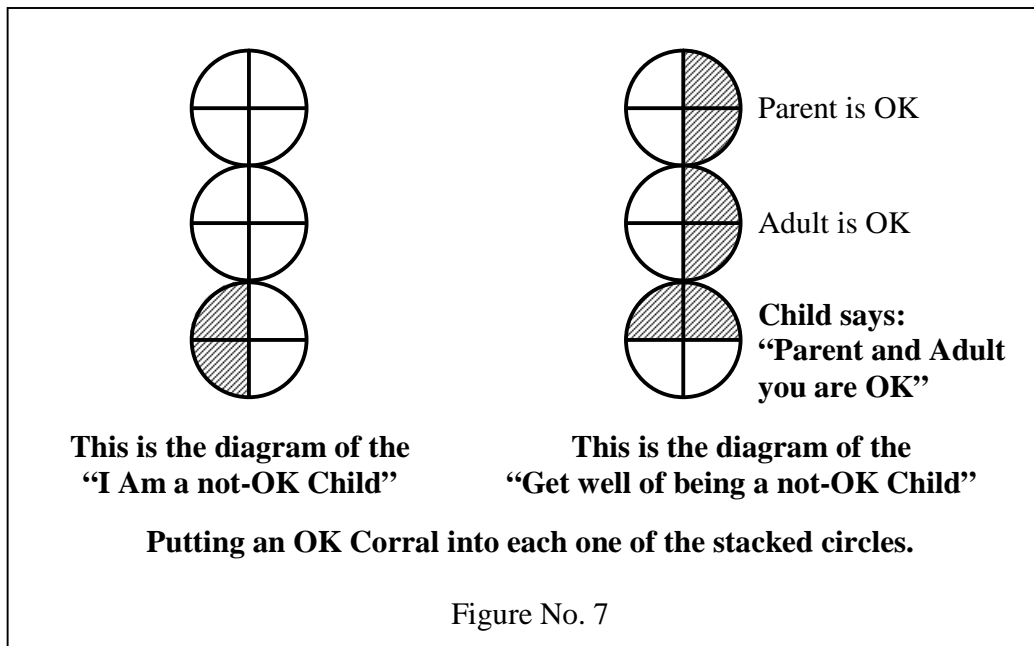 Parent is OK
Adult is OK
Child says:
“Parent and Adult
you are OK”
This is the diagram of the
“I Am a not-OK Child”
This is the diagram of the
“Get well of being a not-OK Child”
Putting an OK Corral into each one of the stacked circles.
Figure No. 7